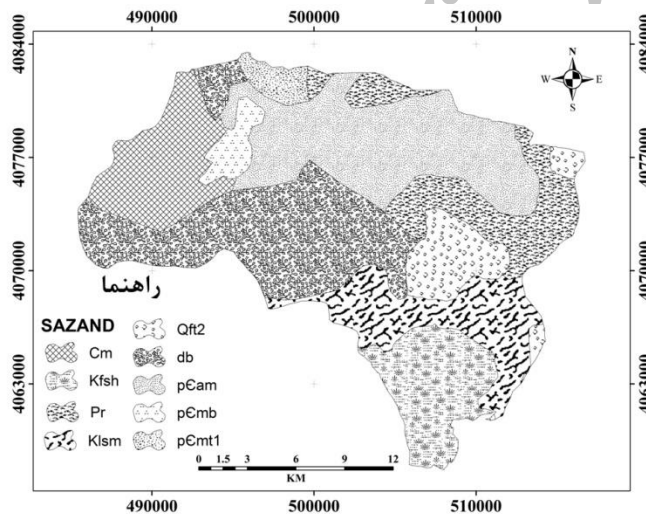 490000 500000 510000
4084000 4084000
N
W E
S
4077000 4077000
4070000 4070000
راهنما
SAZAND
Cm
Kfsh
Pr
Klsm
Qft2
db
pЄam
pЄmb
pЄmt1
4063000 4063000
0 1.5 3 6 9 12
KM
490000 500000 510000